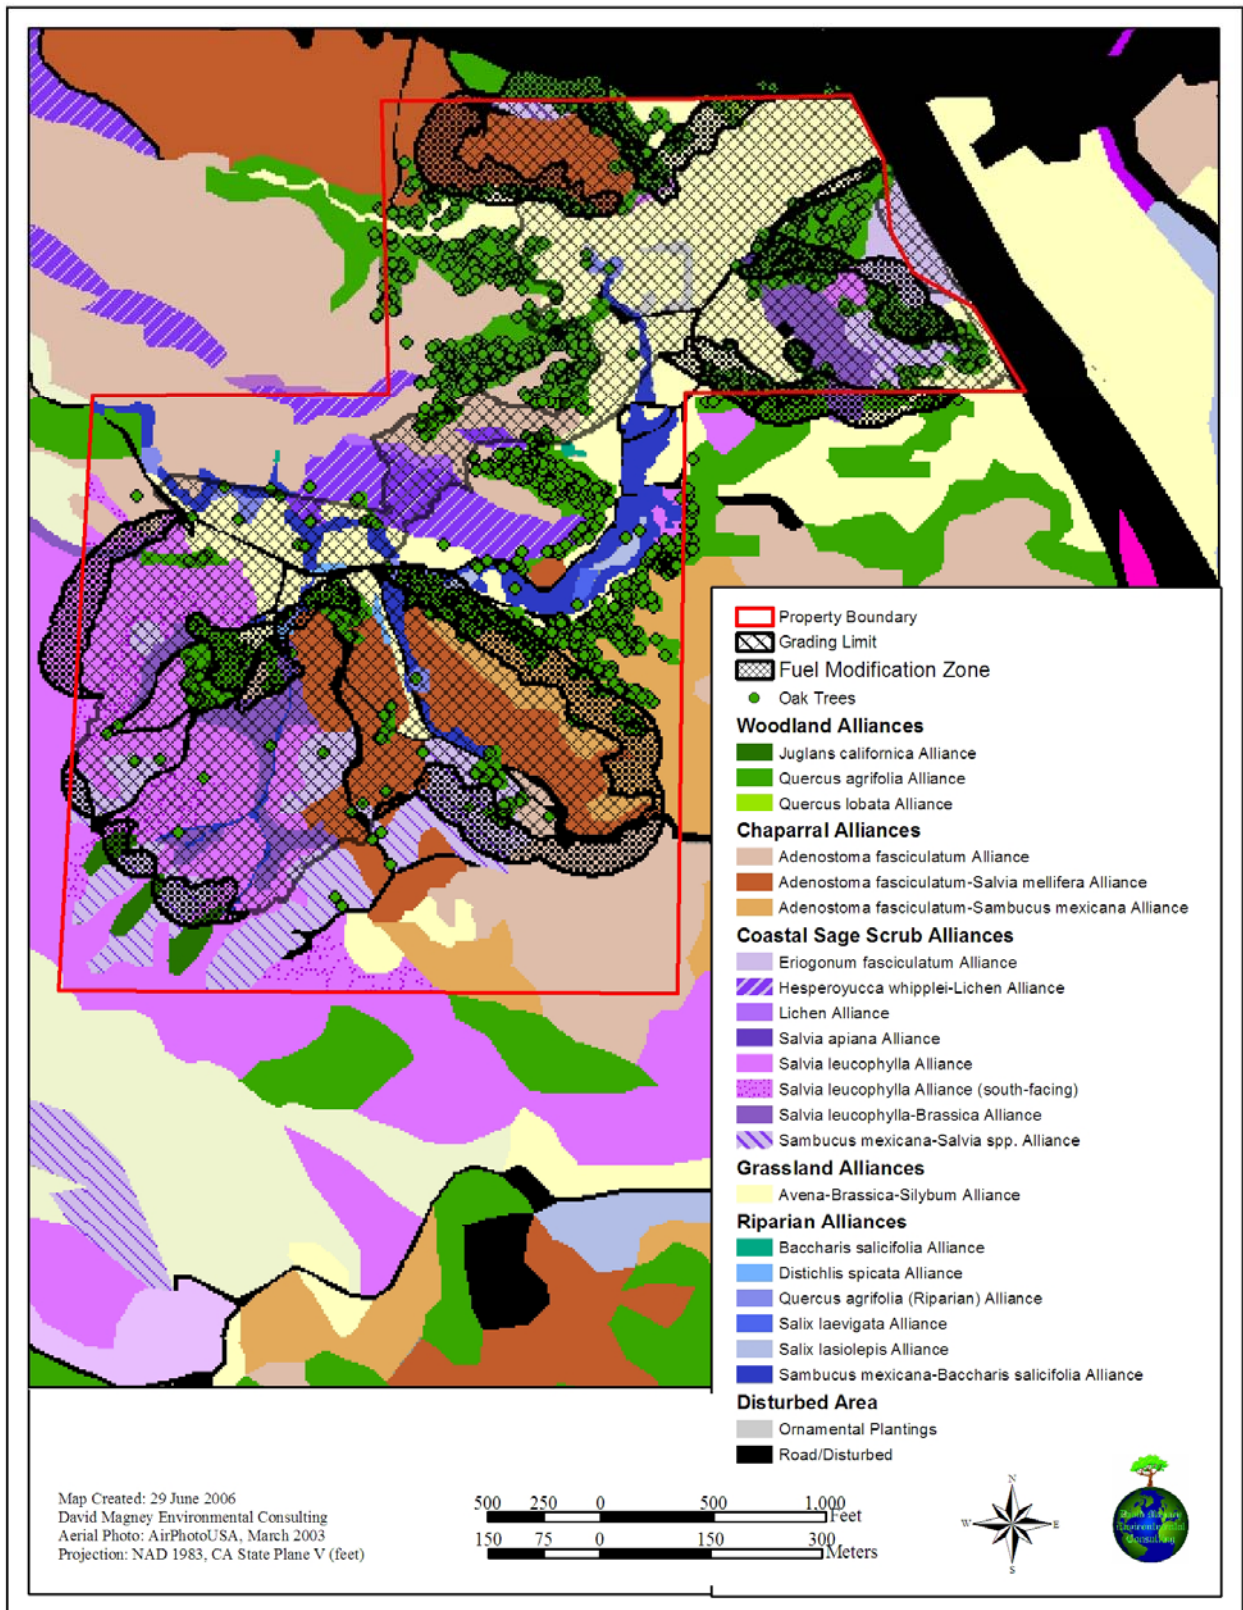 Property Boundary
Grading Limit
Fuel Modification Zone
Oak Trees
Woodland Alliances
Juglans californica Alliance
Quercus agrifolia Alliance
Quercus lobata Alliance
Chaparral Alliances
Adenostoma fasciculatum Alliance
Adenostoma fasciculatum-Salvia mellifera Alliance
Adenostoma fasciculatum-Sambucus mexicana Alliance
Coastal Sage Scrub Alliances
Eriogonum fasciculatum Alliance
Hesperoyucca whipplei-Lichen Alliance
Lichen Alliance
Salvia apiana Alliance
Salvia leucophylla Alliance
Salvia leucophylla Alliance (south-facing)
Salvia leucophylla-Brassica Alliance
Sambucus mexicana-Salvia spp. Alliance
Grassland Alliances
Avena-Brassica-Silybum Alliance
Riparian Alliances
Baccharis salicifolia Alliance
Distichlis spicata Alliance
Quercus agrifolia (Riparian) Alliance
Salix laevigata Alliance
Salix lasiolepis Alliance
Sambucus mexicana-Baccharis salicifolia Alliance
Disturbed Area
Ornamental Plantings
Road/Disturbed
Map Created: 29 June 2006
David Magney Environmental Consulting
Aerial Photo: AirPhotoUSA, March 2003
Projection: NAD 1983, CA State Plane V (feet)
500 250 0 500 1,000
Feet
150 75 0 150 300
Meters
N
W E
S
David Magney
Environmental
Consulting